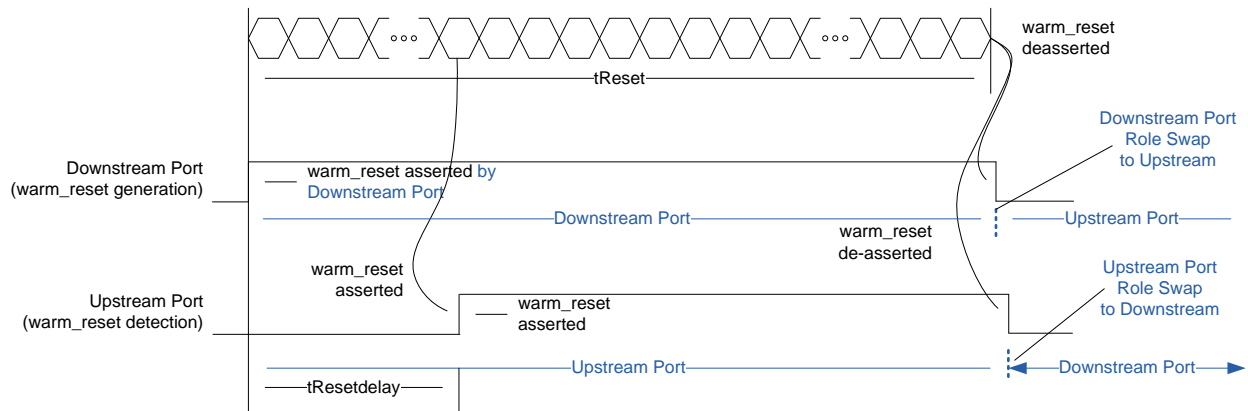 warm_reset
deasserted
tReset
Downstream Port
Role Swap
to Upstream
Downstream Port
(warm_reset generation)
warm_reset asserted by
Downstream Port
Downstream Port
Upstream Port
warm_reset
de-asserted
warm_reset
asserted
Upstream Port
Role Swap
to Downstream
Upstream Port
(warm_reset detection)
warm_reset
asserted
Upstream Port
Downstream Port
tResetdelay